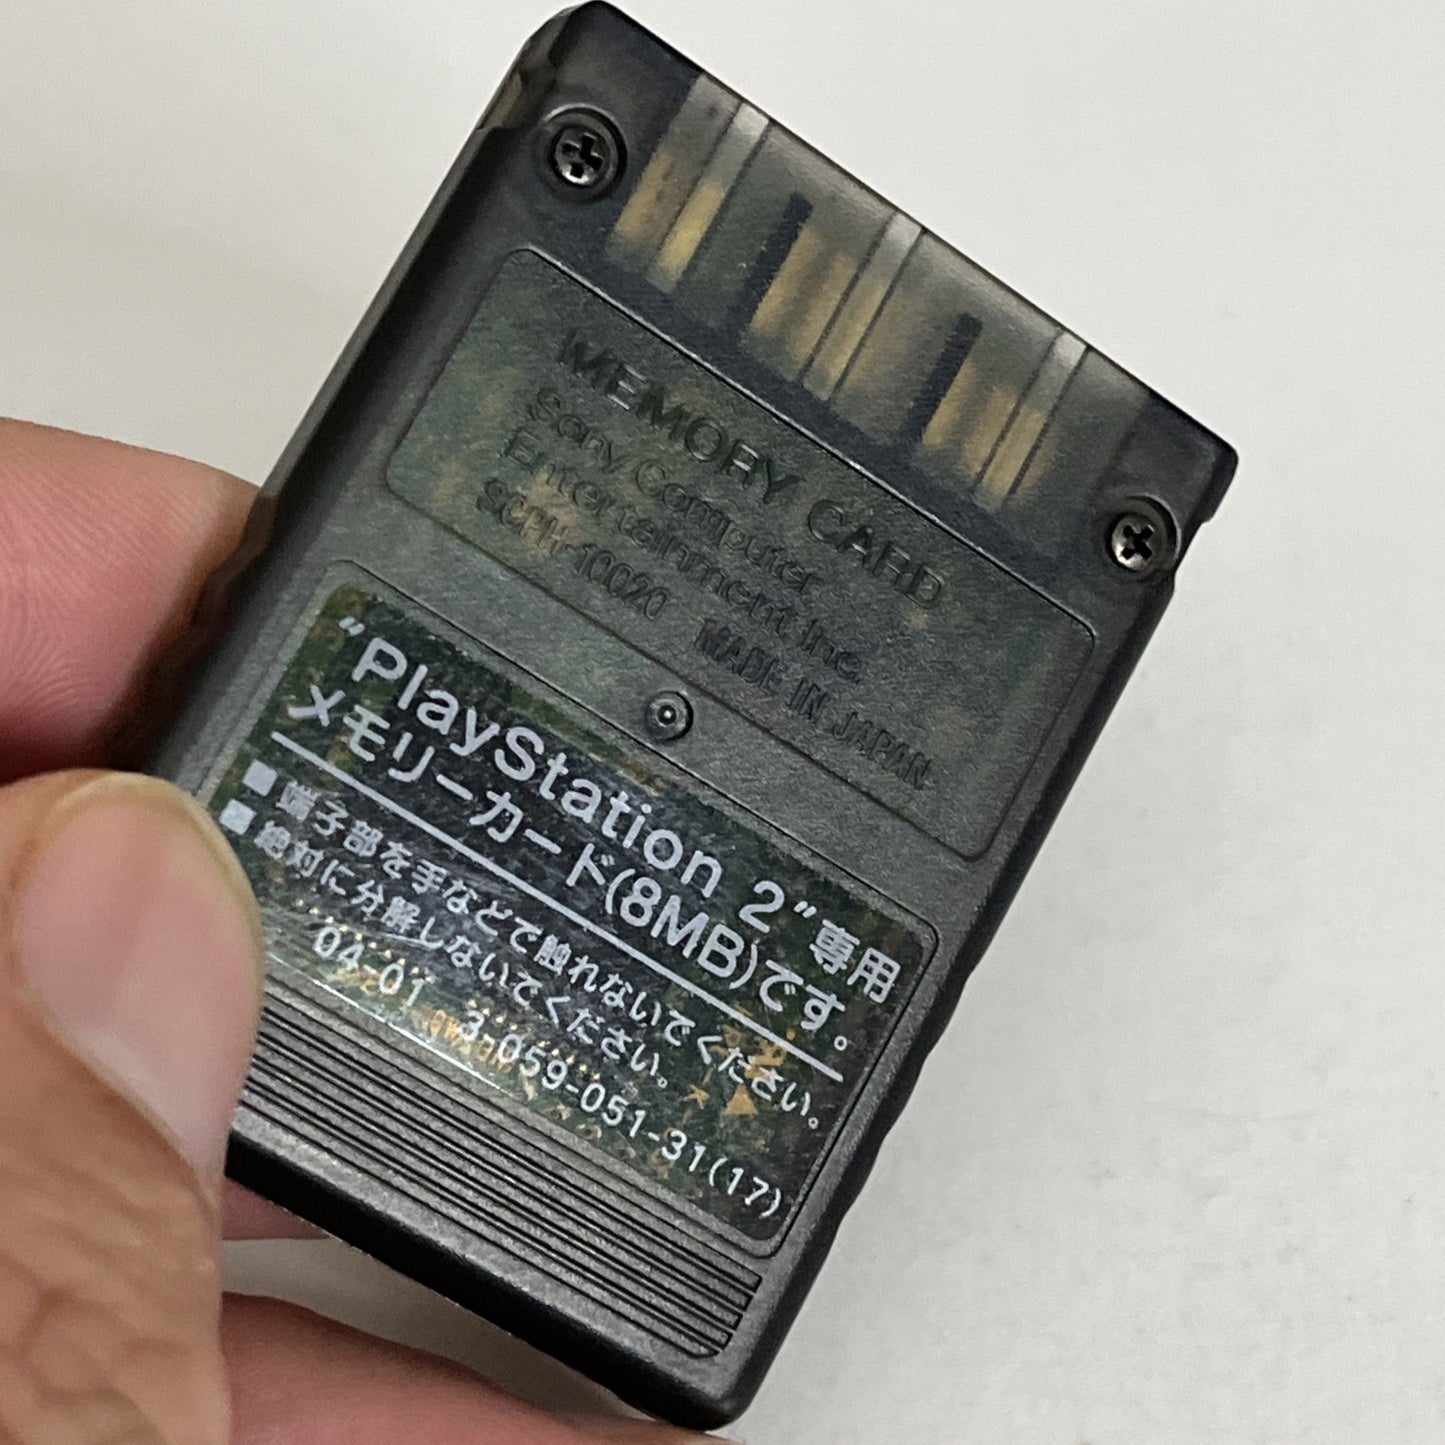 MEMORY CARD
Sony Computer
Entertainment Inc.
SCPH-10020 MADE IN JAPAN
"PlayStation 2"専用
メモリーカード(8MB)です。
■端子部を手などで触れないでください。
■絶対に分解しないでください。
04-01 3-059-051-31(17)